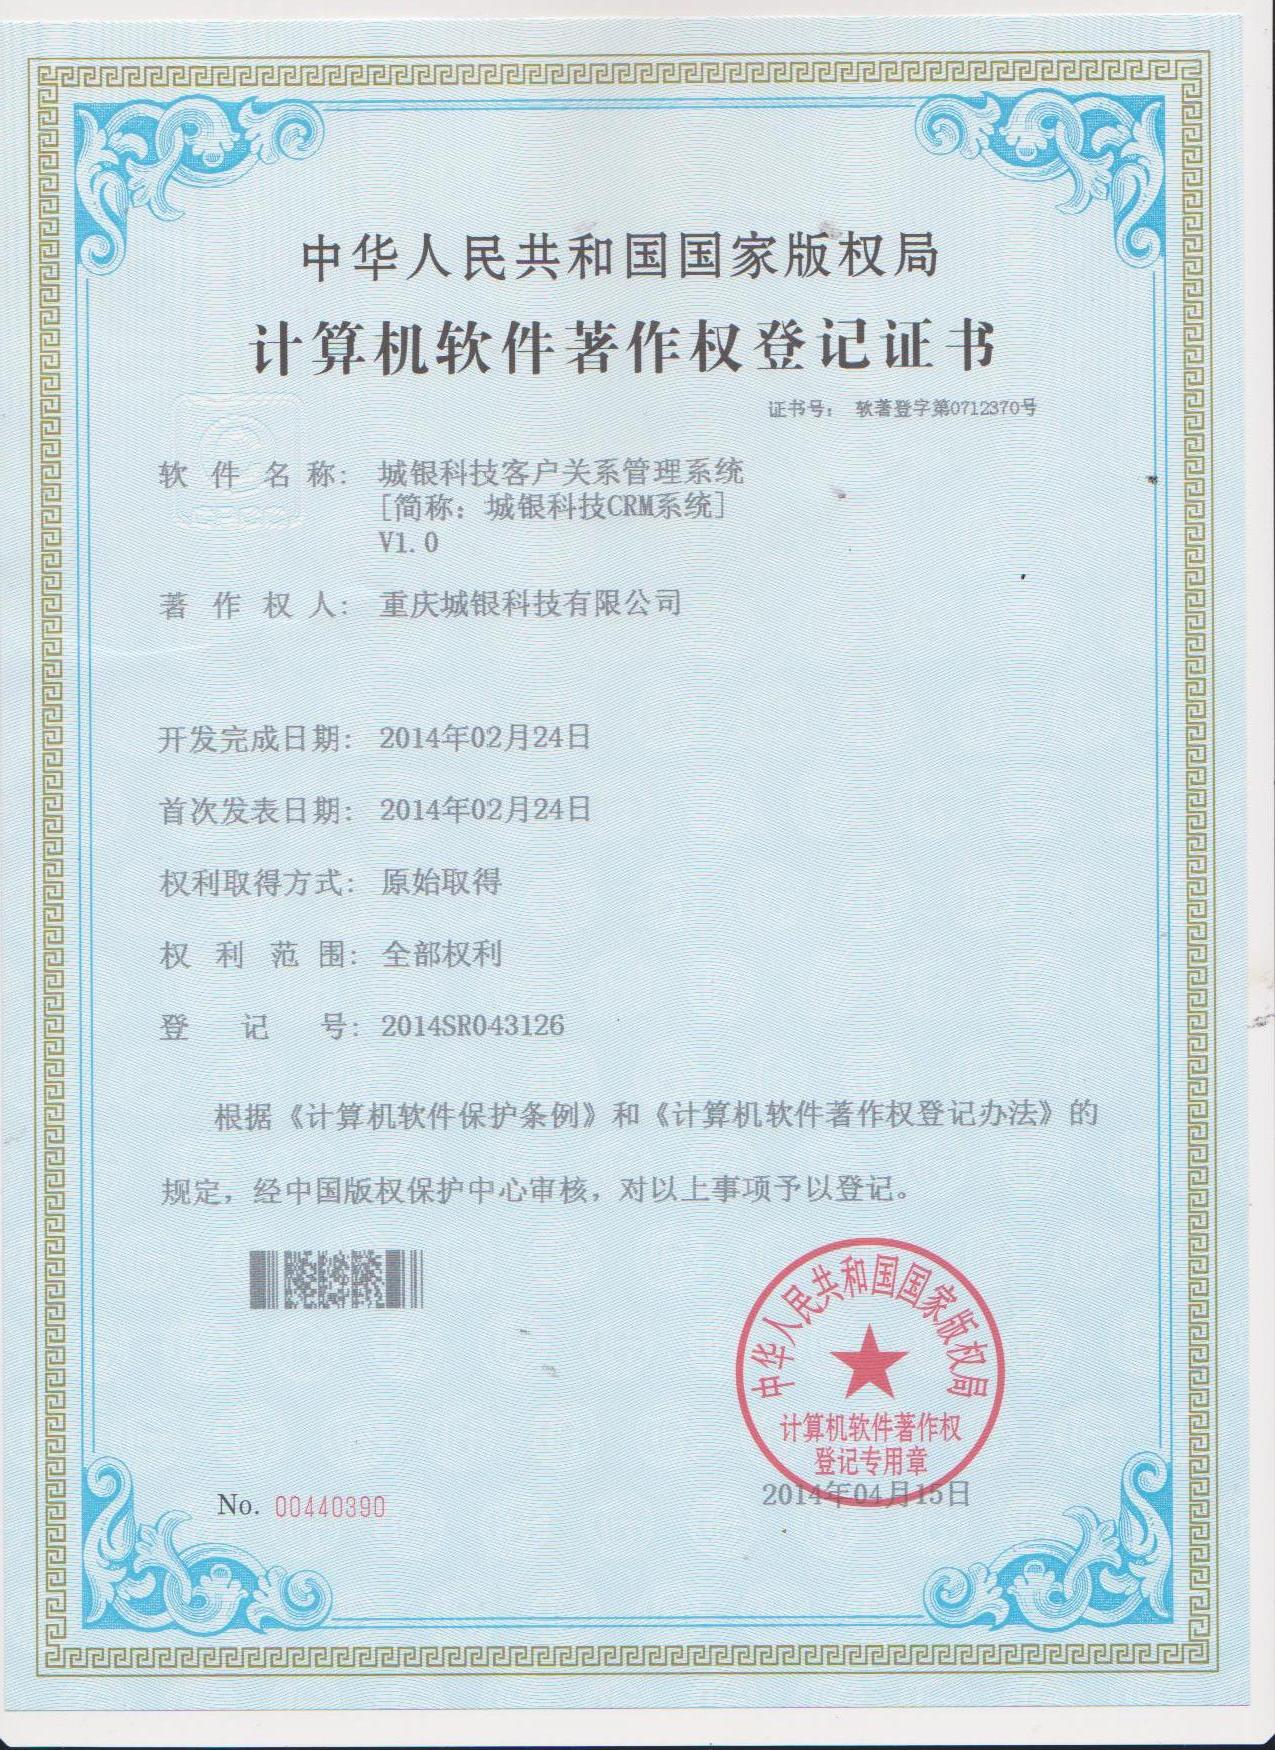 中华人民共和国国家版权局
计算机软件著作权登记证书
证书号： 软著登字第0712370号
软件名称： 城银科技客户关系管理系统
[简称：城银科技CRM系统]
V1.0
著作权人： 重庆城银科技有限公司
开发完成日期： 2014年02月24日
首次发表日期： 2014年02月24日
权利取得方式： 原始取得
权利范围： 全部权利
登记号： 2014SR043126
根据《计算机软件保护条例》和《计算机软件著作权登记办法》的
规定，经中国版权保护中心审核，对以上事项予以登记。
中华人民共和国国家版权局
计算机软件著作权
登记专用章
2014年04月15日
No. 00440390